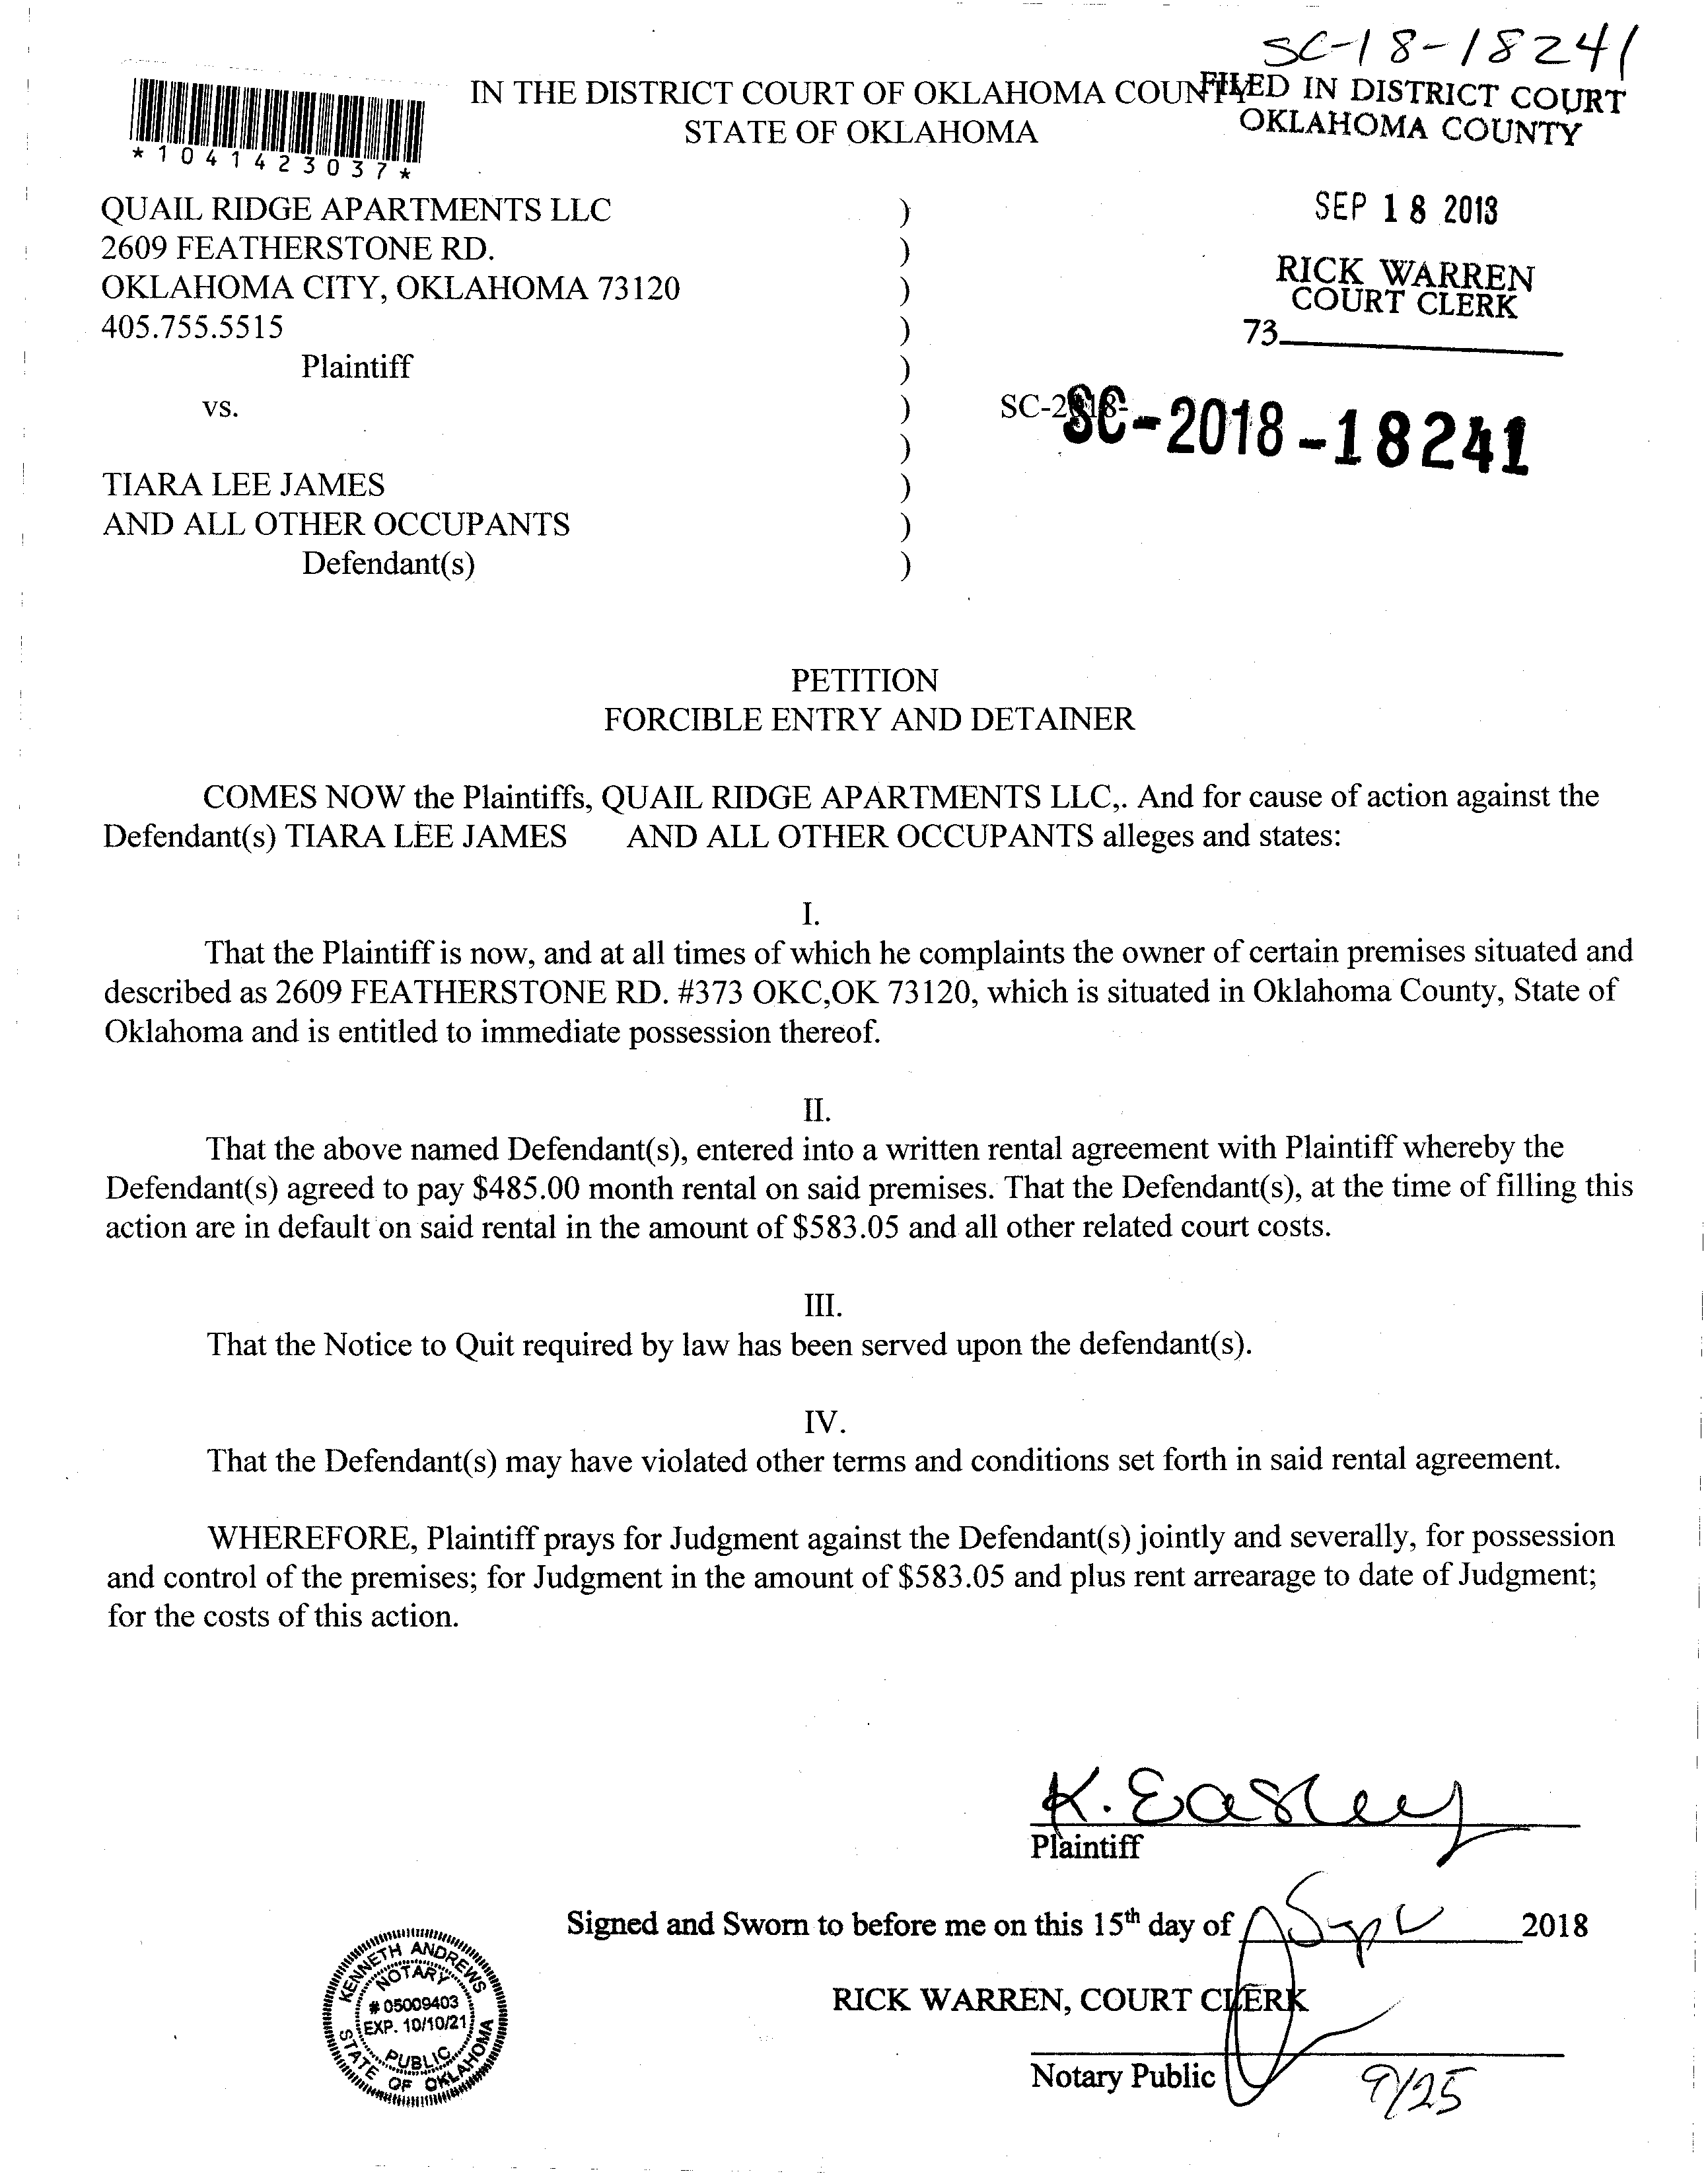 SC-18-18241
IN THE DISTRICT COURT OF OKLAHOMA COUNTY
STATE OF OKLAHOMA
FILED IN DISTRICT COURT
OKLAHOMA COUNTY
*1041423037*
SEP 18 2018
RICK WARREN
COURT CLERK
73
QUAIL RIDGE APARTMENTS LLC )
2609 FEATHERSTONE RD. )
OKLAHOMA CITY, OKLAHOMA 73120 )
405.755.5515 )
Plaintiff )
vs. ) SC-2018-
SC-2018-18241
)
TIARA LEE JAMES )
AND ALL OTHER OCCUPANTS )
Defendant(s) )
PETITION
FORCIBLE ENTRY AND DETAINER
COMES NOW the Plaintiffs, QUAIL RIDGE APARTMENTS LLC,. And for cause of action against the
Defendant(s) TIARA LEE JAMES AND ALL OTHER OCCUPANTS alleges and states:
I.
That the Plaintiff is now, and at all times of which he complaints the owner of certain premises situated and
described as 2609 FEATHERSTONE RD. #373 OKC,OK 73120, which is situated in Oklahoma County, State of
Oklahoma and is entitled to immediate possession thereof.
II.
That the above named Defendant(s), entered into a written rental agreement with Plaintiff whereby the
Defendant(s) agreed to pay $485.00 month rental on said premises. That the Defendant(s), at the time of filling this
action are in default on said rental in the amount of $583.05 and all other related court costs.
III.
That the Notice to Quit required by law has been served upon the defendant(s).
IV.
That the Defendant(s) may have violated other terms and conditions set forth in said rental agreement.
WHEREFORE, Plaintiff prays for Judgment against the Defendant(s) jointly and severally, for possession
and control of the premises; for Judgment in the amount of $583.05 and plus rent arrearage to date of Judgment;
for the costs of this action.
K. Easley
Plaintiff
Signed and Sworn to before me on this 15th day of Sept 2018
RICK WARREN, COURT CLERK
Notary Public
9/25
KENNETH ANDREWS
NOTARY
# 05009403
EXP. 10/10/21
PUBLIC
STATE OF OKLAHOMA